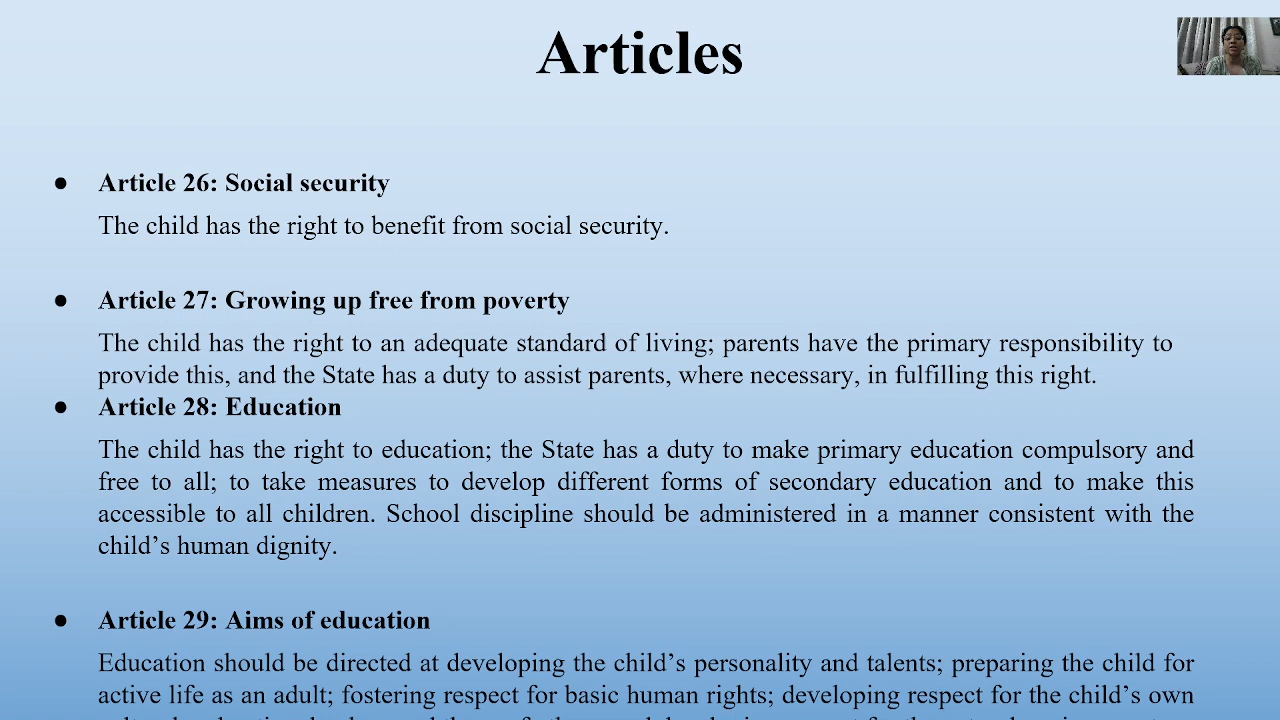 Articles
● Article 26: Social security
The child has the right to benefit from social security.
● Article 27: Growing up free from poverty
The child has the right to an adequate standard of living; parents have the primary responsibility to
provide this, and the State has a duty to assist parents, where necessary, in fulfilling this right.
● Article 28: Education
The child has the right to education; the State has a duty to make primary education compulsory and
free to all; to take measures to develop different forms of secondary education and to make this
accessible to all children. School discipline should be administered in a manner consistent with the
child’s human dignity.
● Article 29: Aims of education
Education should be directed at developing the child’s personality and talents; preparing the child for
active life as an adult; fostering respect for basic human rights; developing respect for the child’s own